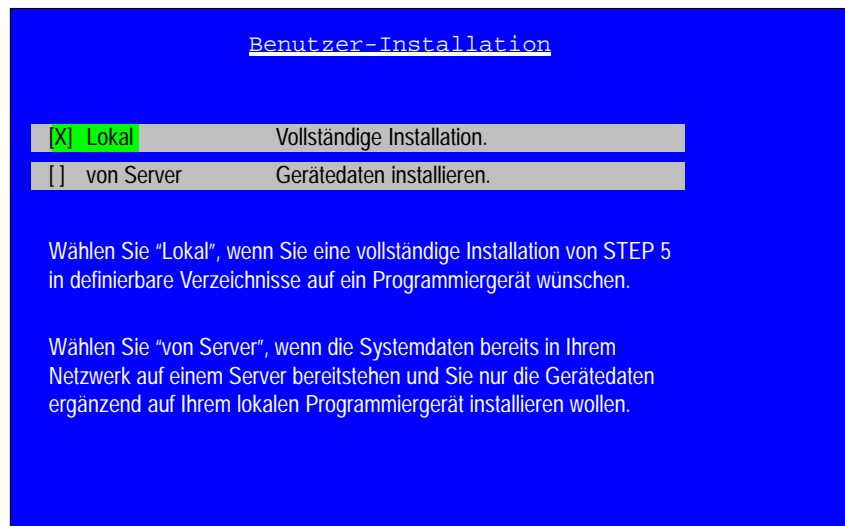 Benutzer-Installation
[X] Lokal Vollständige Installation.
[ ] von Server Gerätedaten installieren.
Wählen Sie “Lokal”, wenn Sie eine vollständige Installation von STEP 5
in definierbare Verzeichnisse auf ein Programmiergerät wünschen.
Wählen Sie “von Server”, wenn die Systemdaten bereits in Ihrem
Netzwerk auf einem Server bereitstehen und Sie nur die Gerätedaten
ergänzend auf Ihrem lokalen Programmiergerät installieren wollen.